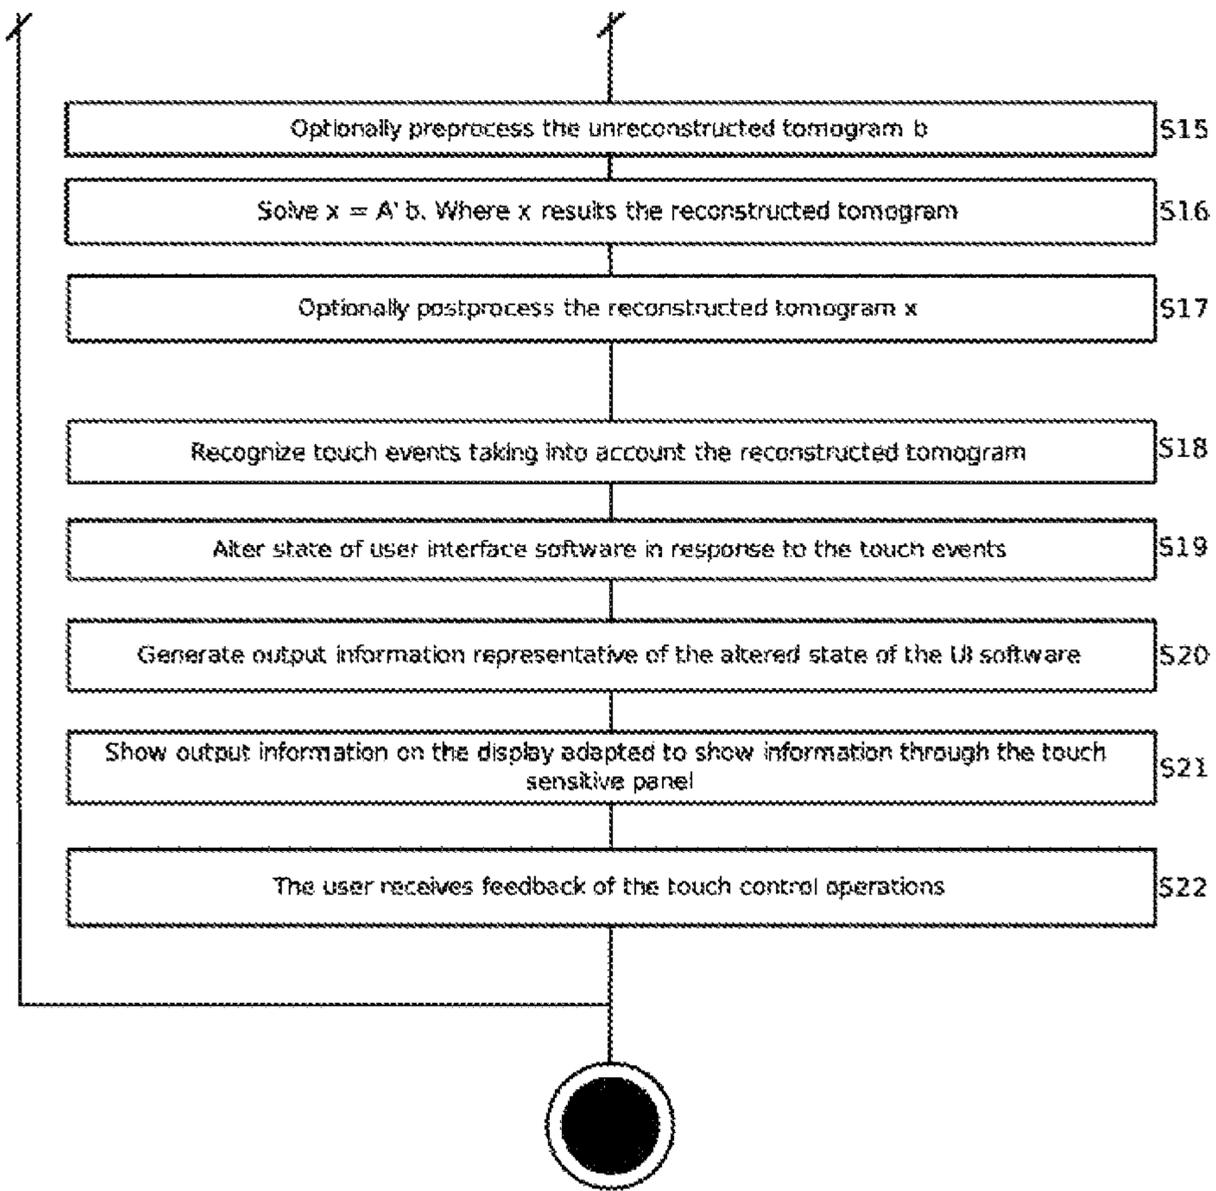 Optionally preprocess the unreconstructed tomogram b
S15
Solve x = A' b. Where x results the reconstructed tomogram
S16
Optionally postprocess the reconstructed tomogram x
S17
Recognize touch events taking into account the reconstructed tomogram
S18
Alter state of user interface software in response to the touch events
S19
Generate output information representative of the altered state of the UI software
S20
Show output information on the display adapted to show information through the touch
sensitive panel
S21
The user receives feedback of the touch control operations
S22